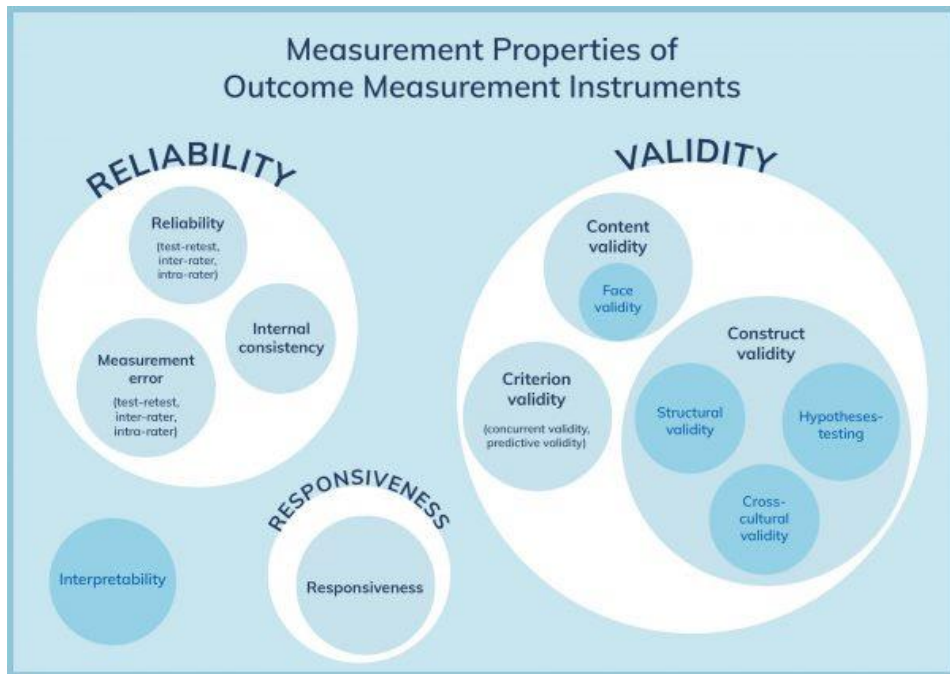 Measurement Properties of
Outcome Measurement Instruments
RELIABILITY
Reliability
(test-retest,
inter-rater,
intra-rater)
Internal
consistency
Measurement
error
(test-retest,
inter-rater,
intra-rater)
VALIDITY
Content
validity
Face
validity
Construct
validity
Criterion
validity
(concurrent validity,
predictive validity)
Structural
validity
Hypotheses-
testing
Cross-
cultural
validity
RESPONSIVENESS
Responsiveness
Interpretability